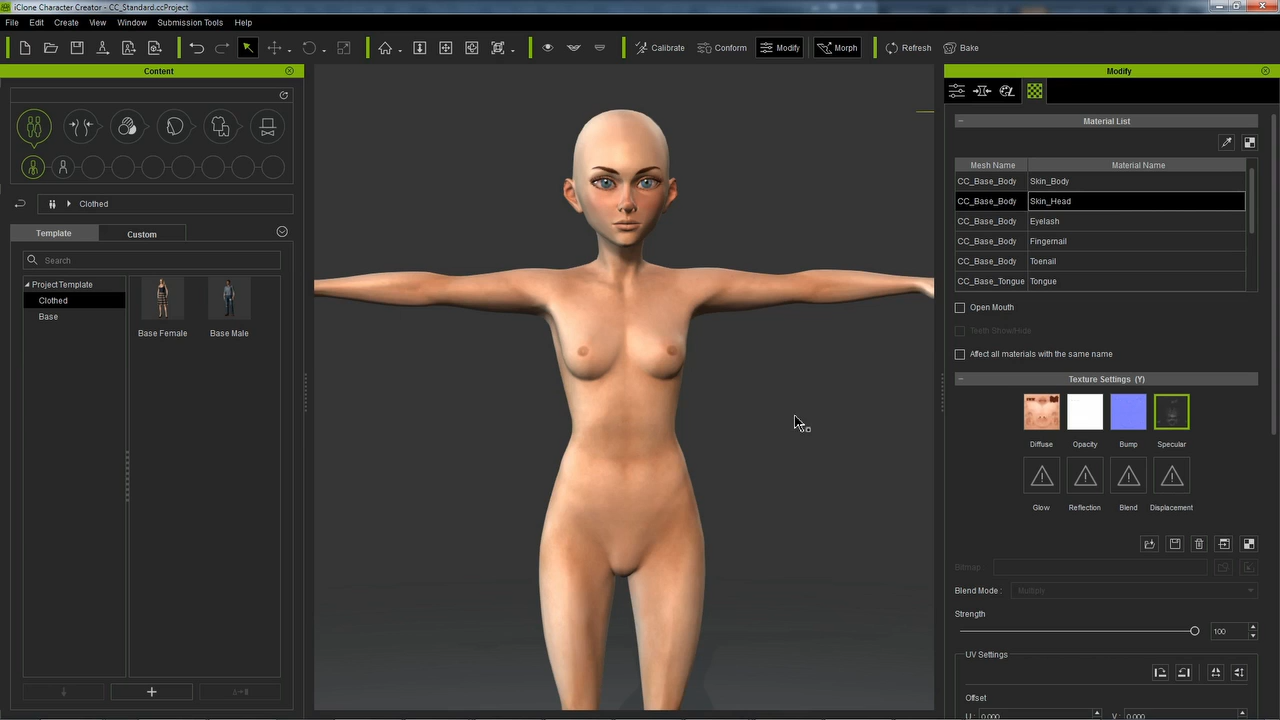 iClone Character Creator - CC_Standard.ccProject
File Edit Create View Window Submission Tools Help
Calibrate Conform Modify Morph Refresh Bake
Content
Clothed
Template Custom
Search
Project Template
Clothed
Base
Base Female Base Male
Modify
Material List
Mesh Name Material Name
CC_Base_Body Skin_Body
CC_Base_Body Skin_Head
CC_Base_Body Eyelash
CC_Base_Body Fingernail
CC_Base_Body Toenail
CC_Base_Tongue Tongue
Open Mouth
Teeth Show/Hide
Affect all materials with the same name
Texture Settings (Y)
Diffuse Opacity Bump Specular
Glow Reflection Blend Displacement
Bitmap
Blend Mode : Multiply
Strength
100
UV Settings
Offset
U : 0.000 V : 0.000